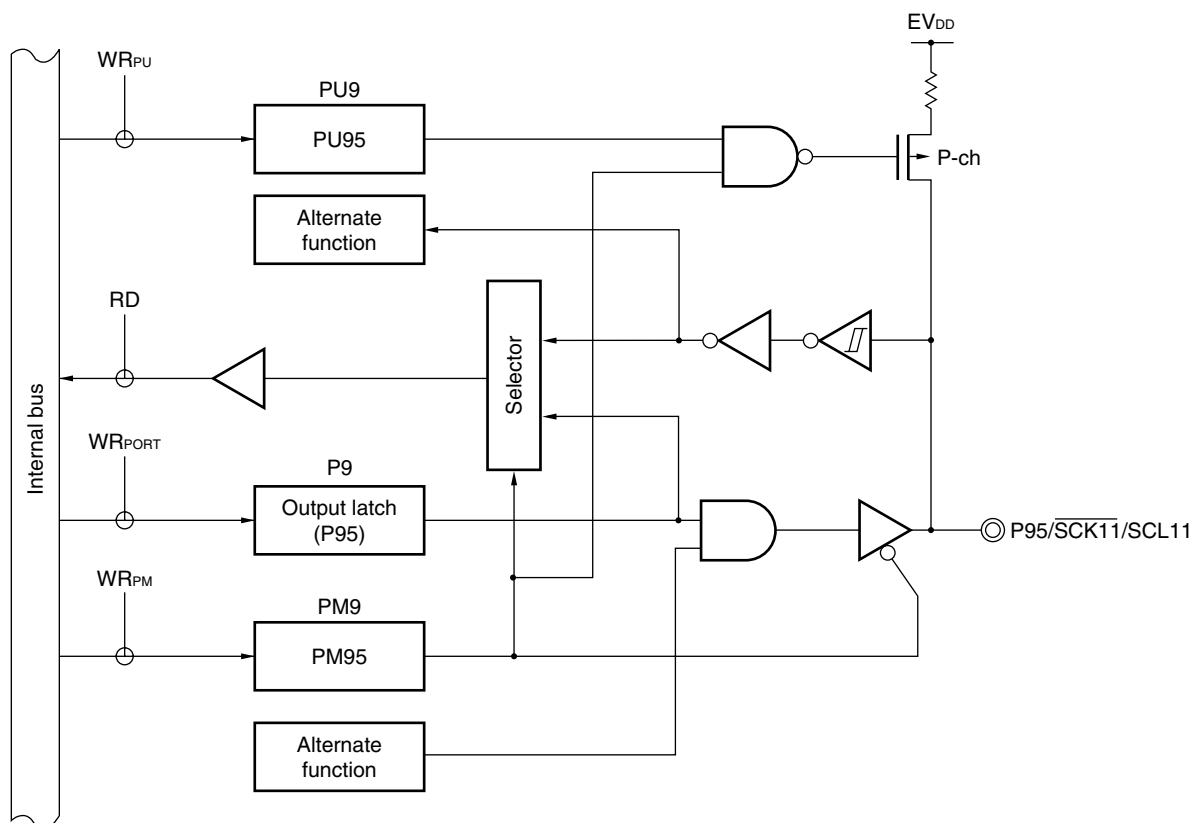 EVDD
WRPU
PU9
PU95
P-ch
Alternate
function
RD
Selector
Internal bus
WRPORT
P9
Output latch
(P95)
P95/SCK11/SCL11
WRPM
PM9
PM95
Alternate
function